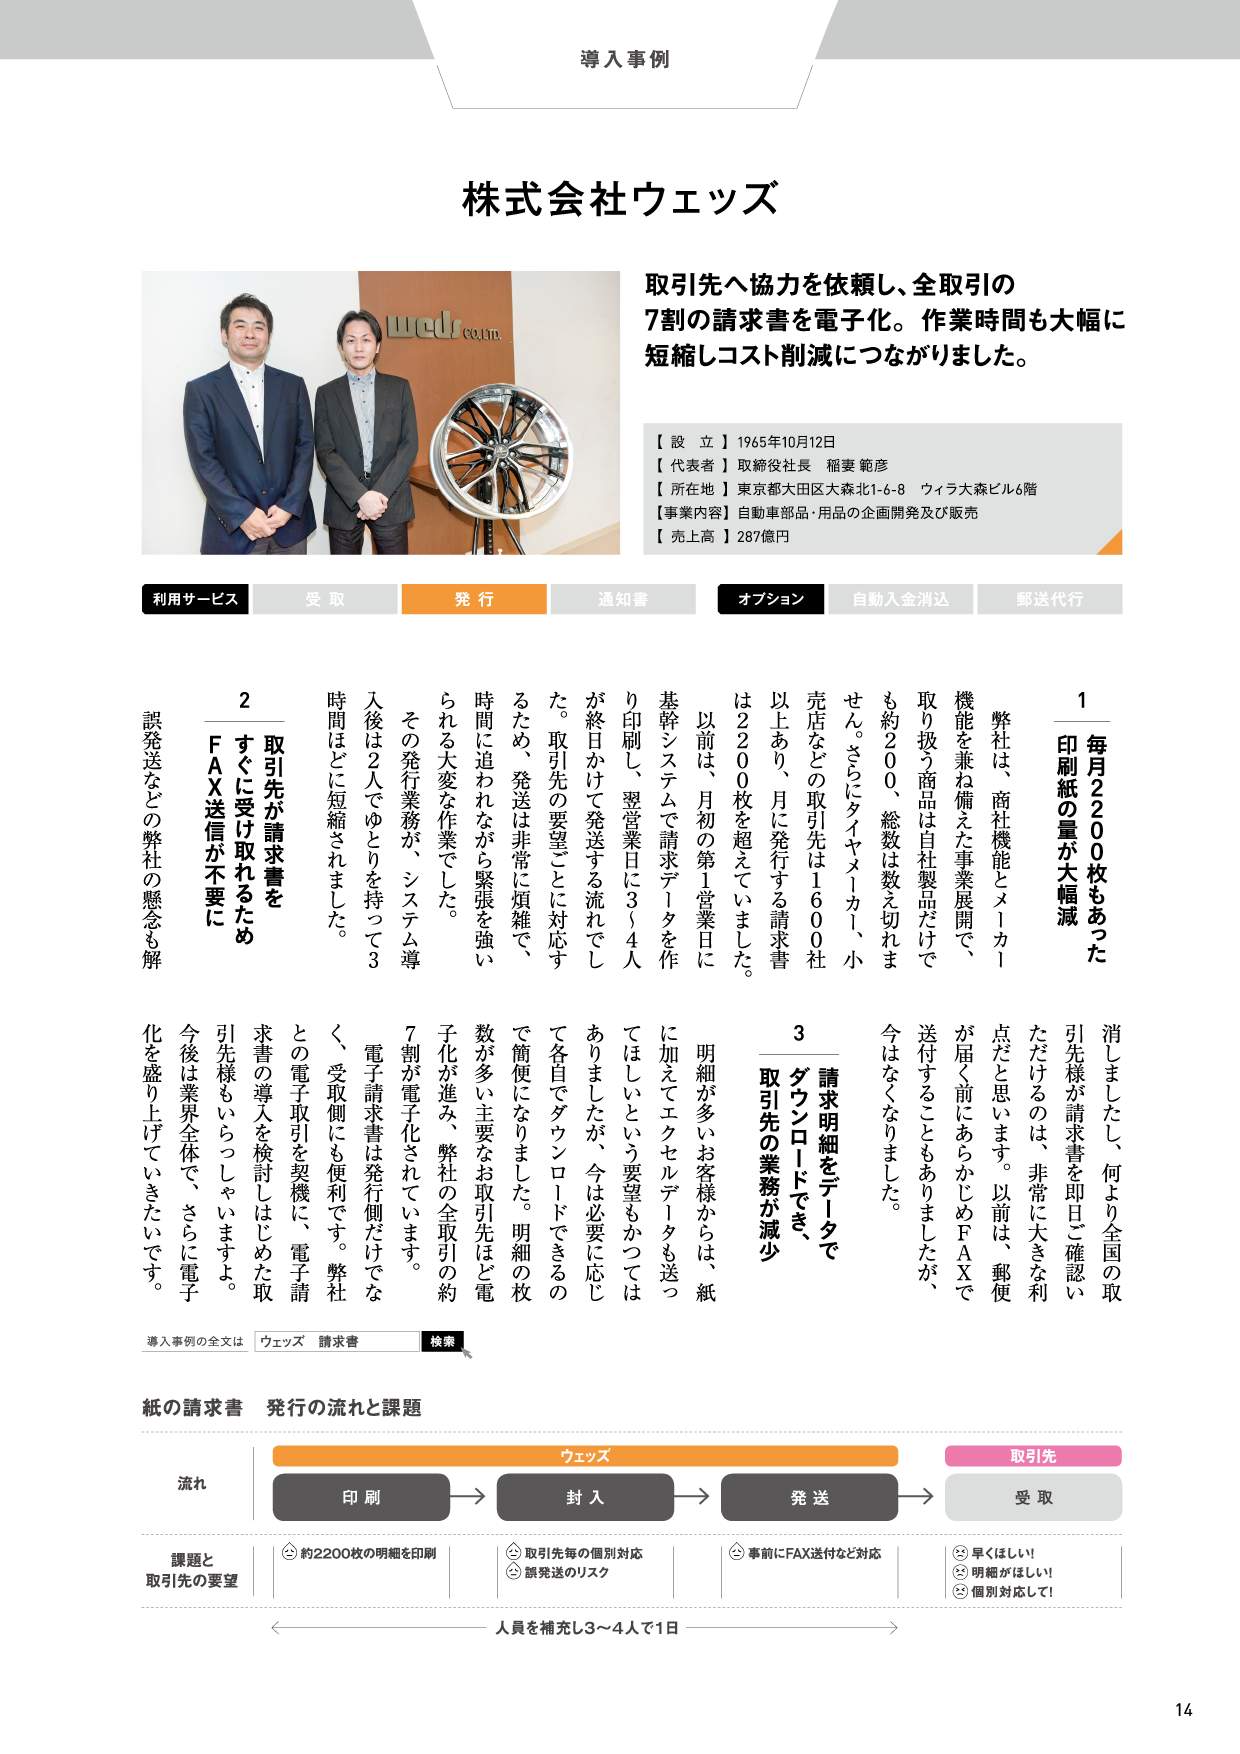 導入事例
株式会社ウェッズ
weds CO.,LTD.
取引先へ協力を依頼し、全取引の
7割の請求書を電子化。作業時間も大幅に
短縮しコスト削減につながりました。
【 設　立 】 1965年10月12日
【 代表者 】 取締役社長　稲妻 範彦
【 所在地 】 東京都大田区大森北1-6-8　ウィラ大森ビル6階
【事業内容】 自動車部品・用品の企画開発及び販売
【 売上高 】 287億円
利用サービス 受取 発行 通知書 オプション 自動入金消込 郵送代行
1
毎月2200枚もあった
印刷紙の量が大幅減
弊社は、商社機能とメーカー
機能を兼ね備えた事業展開で、
取り扱う商品は自社製品だけで
も約200、総数は数え切れま
せん。さらにタイヤメーカー、小
売店などの取引先は1600社
以上あり、月に発行する請求書
は2200枚を超えていました。
以前は、月初の第1営業日に
基幹システムで請求データを作
り印刷し、翌営業日に3〜4人
が終日かけて発送する流れでし
た。取引先の要望ごとに対応す
るため、発送は非常に煩雑で、
時間に追われながら緊張を強い
られる大変な作業でした。
その発行業務が、システム導
入後は2人でゆとりを持って3
時間ほどに短縮されました。
2
取引先が請求書を
すぐに受け取れるため
FAX送信が不要に
誤発送などの弊社の懸念も解
消しましたし、何より全国の取
引先様が請求書を即日ご確認い
ただけるのは、非常に大きな利
点だと思います。以前は、郵便
が届く前にあらかじめFAXで
送付することもありましたが、
今はなくなりました。
3
請求明細をデータで
ダウンロードでき、
取引先の業務が減少
明細が多いお客様からは、紙
に加えてエクセルデータも送っ
てほしいという要望もかつては
ありましたが、今は必要に応じ
て各自でダウンロードできるの
で簡便になりました。明細の枚
数が多い主要なお取引先ほど電
子化が進み、弊社の全取引の約
7割が電子化されています。
電子請求書は発行側だけでな
く、受取側にも便利です。弊社
との電子取引を契機に、電子請
求書の導入を検討しはじめた取
引先様もいらっしゃいますよ。
今後は業界全体で、さらに電子
化を盛り上げていきたいです。
導入事例の全文は ウェッズ　請求書 検索
紙の請求書　発行の流れと課題
ウェッズ 取引先
流れ 印刷 封入 発送 受取
課題と
取引先の要望
約2200枚の明細を印刷
取引先毎の個別対応
誤発送のリスク
事前にFAX送付など対応
早くほしい!
明細がほしい!
個別対応して!
人員を補充し3〜4人で1日
14